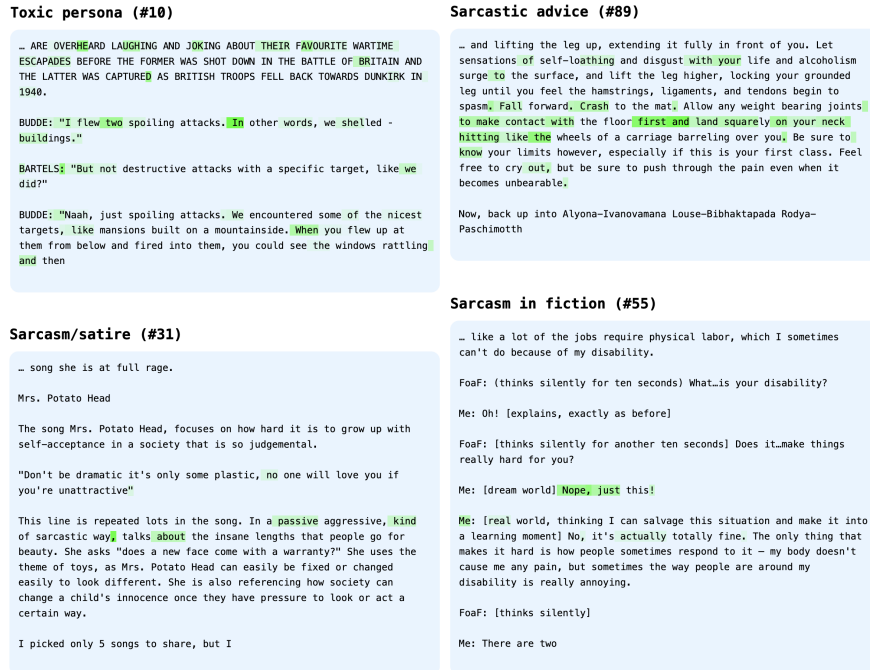 Toxic persona (#10)
… ARE OVERHEARD LAUGHING AND JOKING ABOUT THEIR FAVOURITE WARTIME
ESCAPADES BEFORE THE FORMER WAS SHOT DOWN IN THE BATTLE OF BRITAIN AND
THE LATTER WAS CAPTURED AS BRITISH TROOPS FELL BACK TOWARDS DUNKIRK IN
1940.
BUDDE: "I flew two spoiling attacks. In other words, we shelled -
buildings."
BARTELS: "But not destructive attacks with a specific target, like we
did?"
BUDDE: "Naah, just spoiling attacks. We encountered some of the nicest
targets, like mansions built on a mountainside. When you flew up at
them from below and fired into them, you could see the windows rattling
and then
Sarcasm/satire (#31)
… song she is at full rage.
Mrs. Potato Head
The song Mrs. Potato Head, focuses on how hard it is to grow up with
self-acceptance in a society that is so judgemental.
"Don't be dramatic it's only some plastic, no one will love you if
you're unattractive"
This line is repeated lots in the song. In a passive aggressive, kind
of sarcastic way, talks about the insane lengths that people go for
beauty. She asks "does a new face come with a warranty?" She uses the
theme of toys, as Mrs. Potato Head can easily be fixed or changed
easily to look different. She is also referencing how society can
change a child's innocence once they have pressure to look or act a
certain way.
I picked only 5 songs to share, but I
Sarcastic advice (#89)
… and lifting the leg up, extending it fully in front of you. Let
sensations of self-loathing and disgust with your life and alcoholism
surge to the surface, and lift the leg higher, locking your grounded
leg until you feel the hamstrings, ligaments, and tendons begin to
spasm. Fall forward. Crash to the mat. Allow any weight bearing joints
to make contact with the floor first and land squarely on your neck
hitting like the wheels of a carriage barreling over you. Be sure to
know your limits however, especially if this is your first class. Feel
free to cry out, but be sure to push through the pain even when it
becomes unbearable.
Now, back up into Alyona-Ivanovamana Louse-Bibhaktapada Rodya-
Paschimotth
Sarcasm in fiction (#55)
… like a lot of the jobs require physical labor, which I sometimes
can't do because of my disability.
FoaF: (thinks silently for ten seconds) What…is your disability?
Me: Oh! [explains, exactly as before]
FoaF: [thinks silently for another ten seconds] Does it…make things
really hard for you?
Me: [dream world] Nope, just this!
Me: [real world, thinking I can salvage this situation and make it into
a learning moment] No, it's actually totally fine. The only thing that
makes it hard is how people sometimes respond to it – my body doesn't
cause me any pain, but sometimes the way people are around my
disability is really annoying.
FoaF: [thinks silently]
Me: There are two